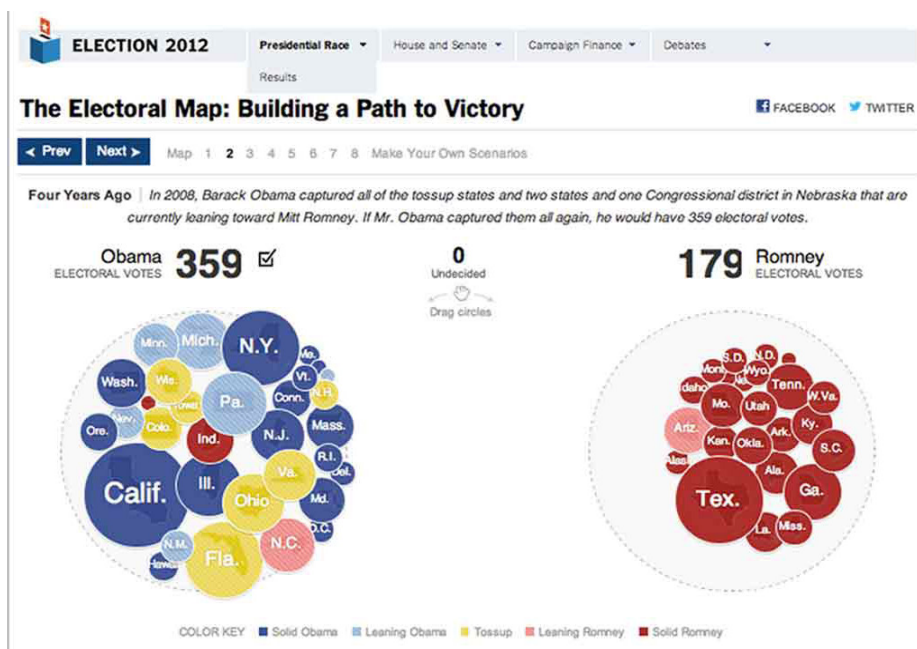 ELECTION 2012
Presidential Race House and Senate Campaign Finance Debates
Results
The Electoral Map: Building a Path to Victory
FACEBOOK TWITTER
< Prev Next > Map 1 2 3 4 5 6 7 8 Make Your Own Scenarios
Four Years Ago | In 2008, Barack Obama captured all of the tossup states and two states and one Congressional district in Nebraska that are
currently leaning toward Mitt Romney. If Mr. Obama captured them all again, he would have 359 electoral votes.
Obama
ELECTORAL VOTES
359
0
Undecided
Drag circles
179
Romney
ELECTORAL VOTES
Minn.
Mich.
N.Y.
Me.
Wash.
Wis.
Vt.
Nev.
Iowa
Pa.
Conn.
N.H.
Ore.
Colo.
Ind.
N.J.
Mass.
Calif.
Ill.
Va.
R.I.
Del.
Ohio
Md.
D.C.
N.M.
Hawaii
Fla.
N.C.
S.D.
N.D.
Mont.
Wyo.
Idaho
Tenn.
Mo.
Utah
W.Va.
Ariz.
Kan.
Okla.
Ark.
Ky.
S.C.
Alas.
Ala.
Tex.
Ga.
La.
Miss.
COLOR KEY Solid Obama Leaning Obama Tossup Leaning Romney Solid Romney